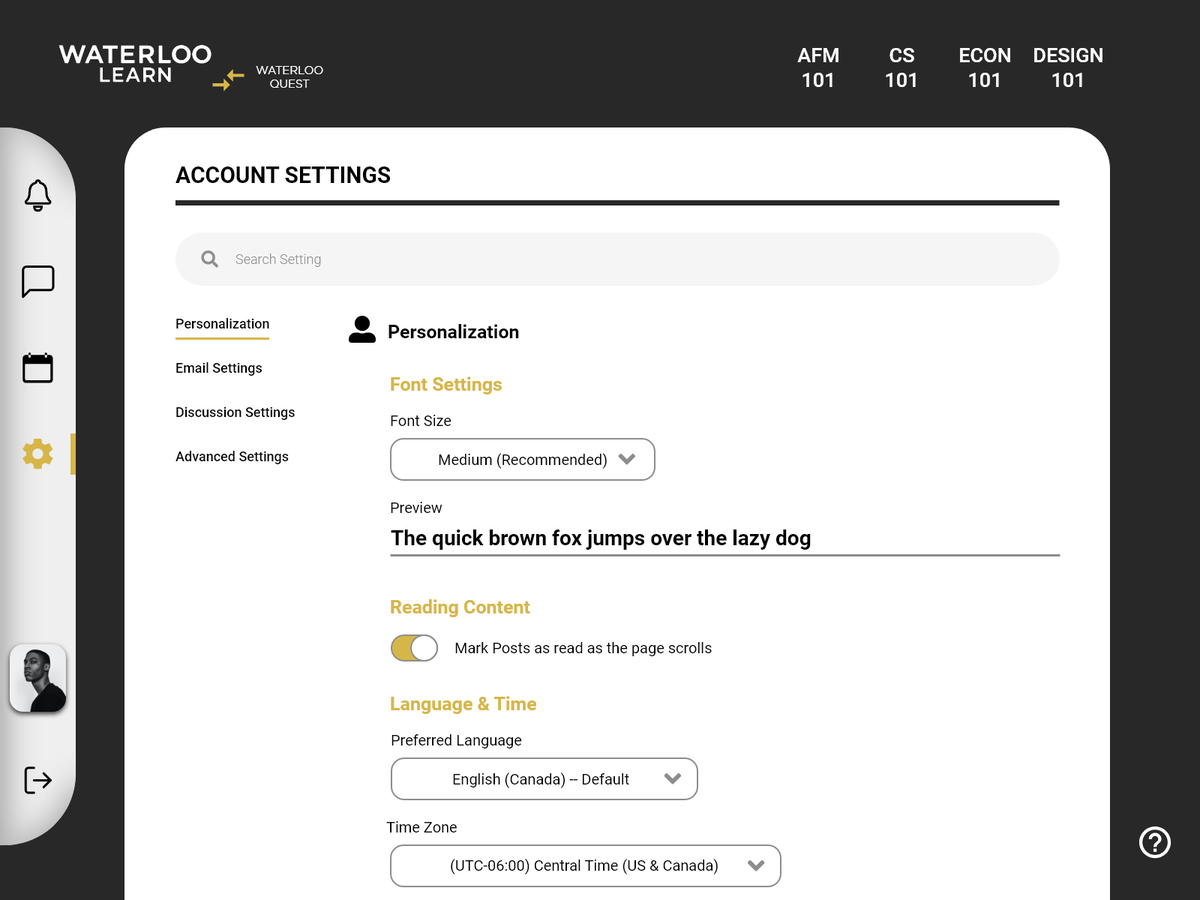 WATERLOO
LEARN
WATERLOO
QUEST
AFM
101
CS
101
ECON
101
DESIGN
101
ACCOUNT SETTINGS
Search Setting
Personalization
Email Settings
Discussion Settings
Advanced Settings
Personalization
Font Settings
Font Size
Medium (Recommended)
Preview
The quick brown fox jumps over the lazy dog
Reading Content
Mark Posts as read as the page scrolls
Language & Time
Preferred Language
English (Canada) -- Default
Time Zone
(UTC-06:00) Central Time (US & Canada)